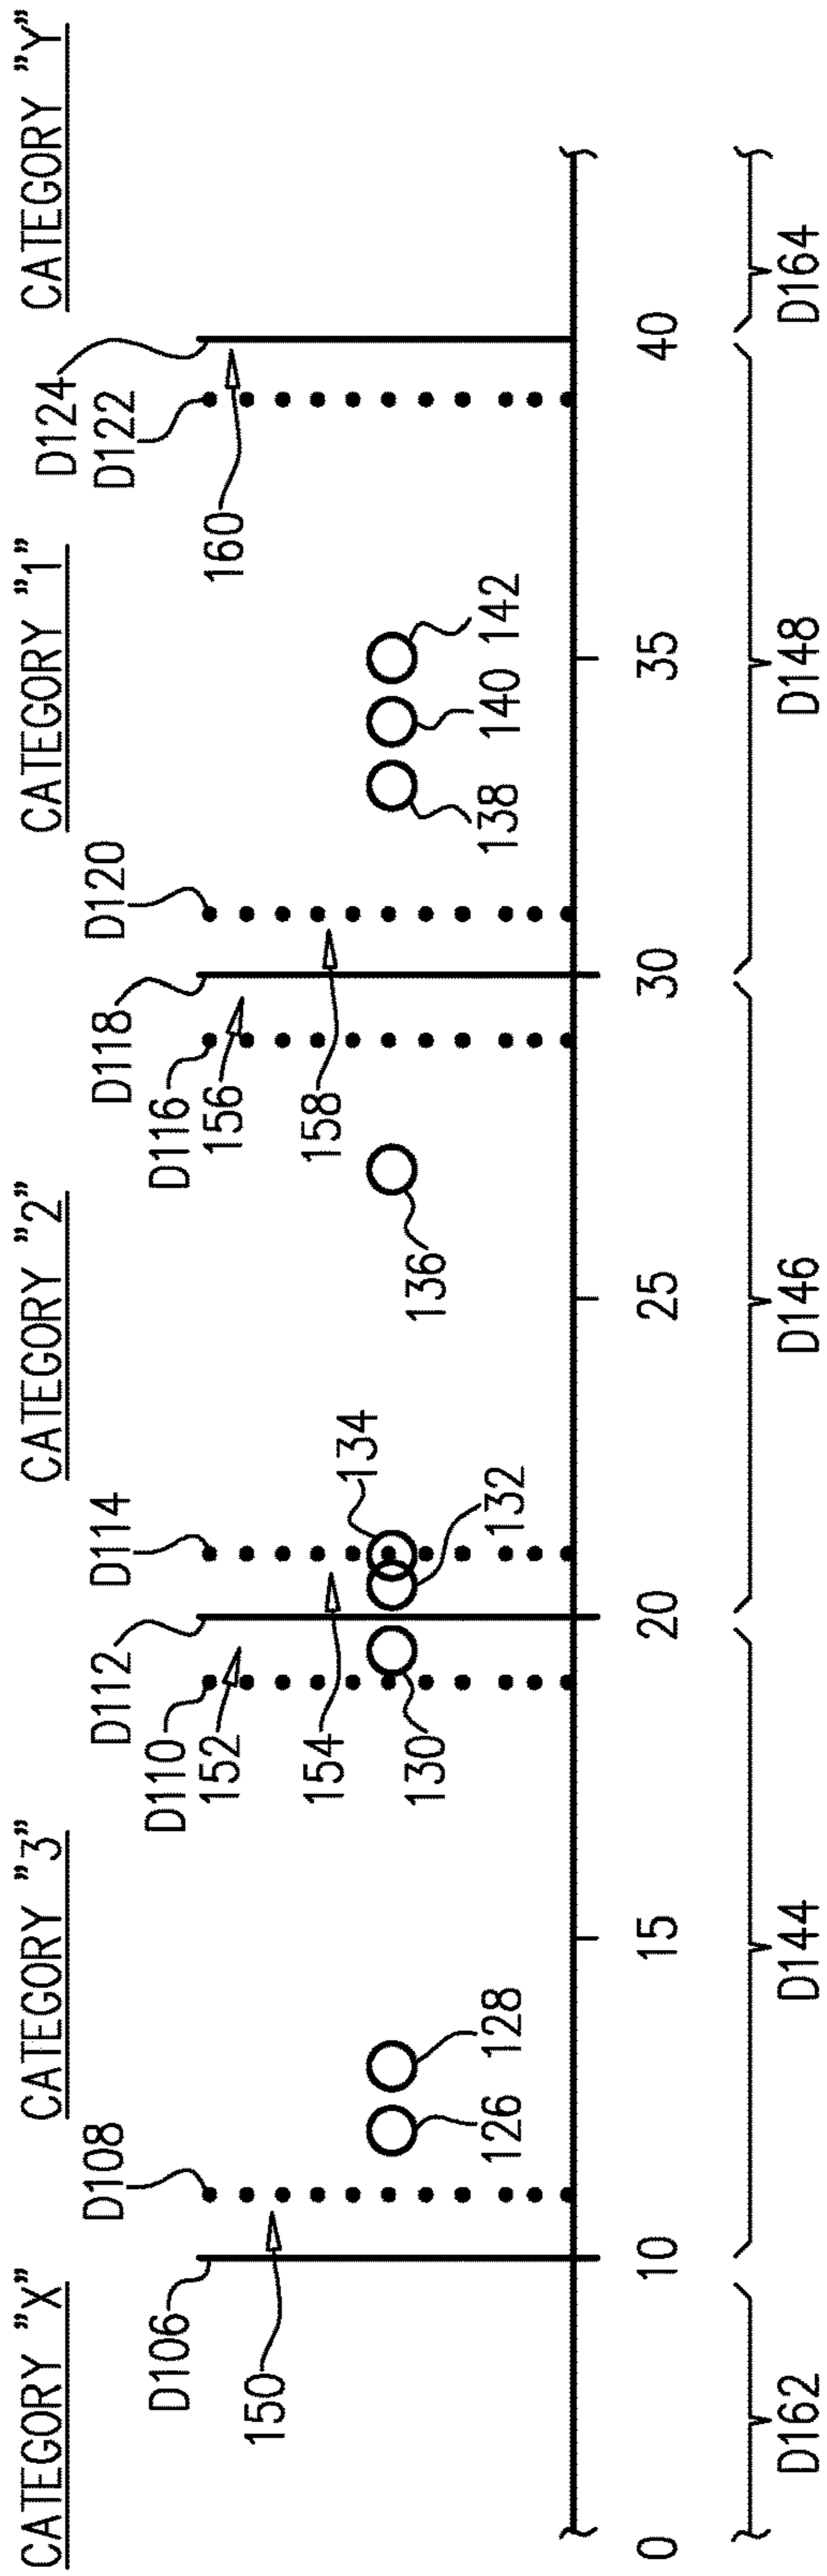 CATEGORY "X"
CATEGORY "3"
CATEGORY "2"
CATEGORY "1"
CATEGORY "Y"
D106
D108
D110
D112
D114
D116
D118
D120
D122
D124
150
152
154
156
158
160
126
128
130
132
134
136
138
140
142
0
10
15
20
25
30
35
40
D162
D144
D146
D148
D164